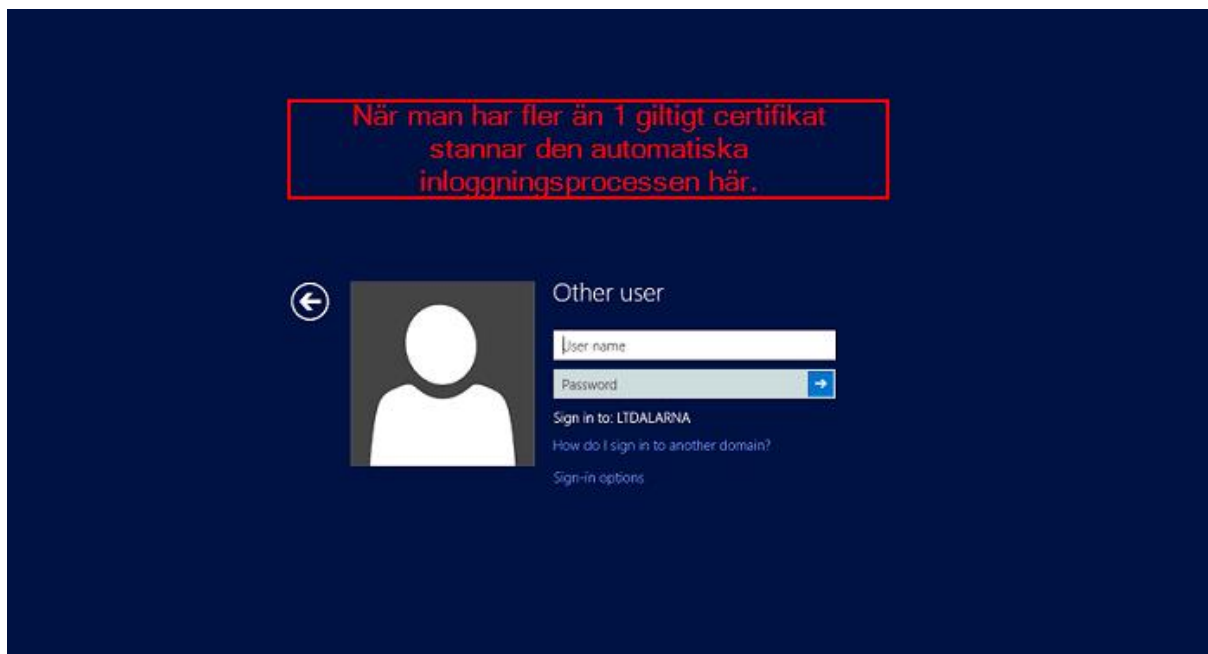 När man har fler än 1 giltigt certifikat
stannar den automatiska
inloggningsprocessen här.
Other user
User name
Password
Sign in to: LTDALARNA
How do I sign in to another domain?
Sign-in options